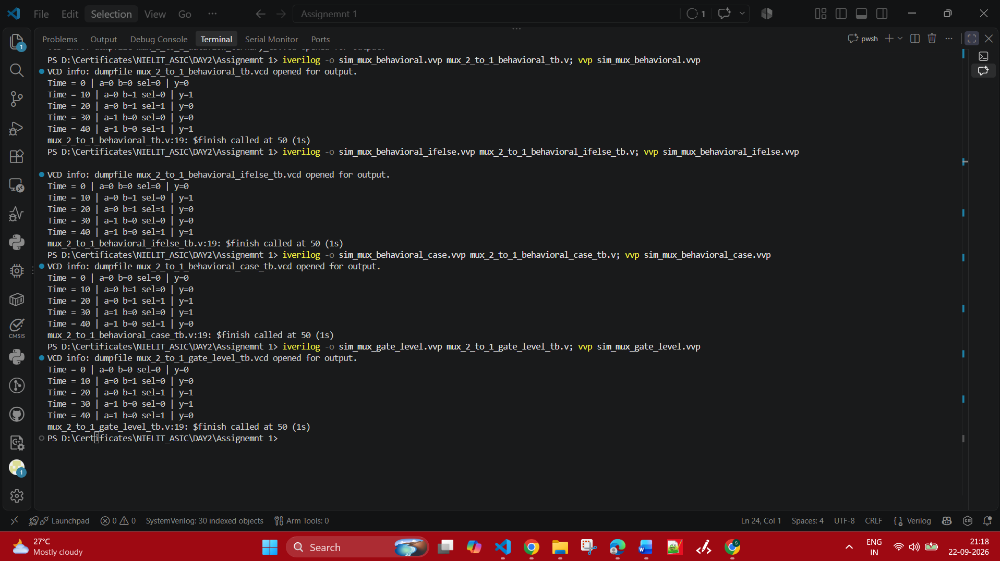 File Edit Selection View Go ···
Assignemnt 1
1
Problems Output Debug Console Terminal Serial Monitor Ports
pwsh
PS D:\Certificates\NIELIT_ASIC\DAY2\Assignemnt 1> iverilog -o sim_mux_behavioral.vvp mux_2_to_1_behavioral_tb.v; vvp sim_mux_behavioral.vvp
VCD info: dumpfile mux_2_to_1_behavioral_tb.vcd opened for output.
Time = 0 | a=0 b=0 sel=0 | y=0
Time = 10 | a=0 b=1 sel=0 | y=1
Time = 20 | a=0 b=1 sel=1 | y=0
Time = 30 | a=1 b=0 sel=0 | y=0
Time = 40 | a=1 b=0 sel=1 | y=1
mux_2_to_1_behavioral_tb.v:19: $finish called at 50 (1s)
PS D:\Certificates\NIELIT_ASIC\DAY2\Assignemnt 1> iverilog -o sim_mux_behavioral_ifelse.vvp mux_2_to_1_behavioral_ifelse_tb.v; vvp sim_mux_behavioral_ifelse.vvp
VCD info: dumpfile mux_2_to_1_behavioral_ifelse_tb.vcd opened for output.
Time = 0 | a=0 b=0 sel=0 | y=0
Time = 10 | a=0 b=1 sel=0 | y=1
Time = 20 | a=0 b=1 sel=1 | y=0
Time = 30 | a=1 b=0 sel=0 | y=0
Time = 40 | a=1 b=0 sel=1 | y=1
mux_2_to_1_behavioral_ifelse_tb.v:19: $finish called at 50 (1s)
PS D:\Certificates\NIELIT_ASIC\DAY2\Assignemnt 1> iverilog -o sim_mux_behavioral_case.vvp mux_2_to_1_behavioral_case_tb.v; vvp sim_mux_behavioral_case.vvp
VCD info: dumpfile mux_2_to_1_behavioral_case_tb.vcd opened for output.
Time = 0 | a=0 b=0 sel=0 | y=0
Time = 10 | a=0 b=1 sel=0 | y=0
Time = 20 | a=0 b=1 sel=1 | y=1
Time = 30 | a=1 b=0 sel=0 | y=1
Time = 40 | a=1 b=0 sel=1 | y=0
mux_2_to_1_behavioral_case_tb.v:19: $finish called at 50 (1s)
PS D:\Certificates\NIELIT_ASIC\DAY2\Assignemnt 1> iverilog -o sim_mux_gate_level.vvp mux_2_to_1_gate_level_tb.v; vvp sim_mux_gate_level.vvp
VCD info: dumpfile mux_2_to_1_gate_level_tb.vcd opened for output.
Time = 0 | a=0 b=0 sel=0 | y=0
Time = 10 | a=0 b=1 sel=0 | y=0
Time = 20 | a=0 b=1 sel=1 | y=1
Time = 30 | a=1 b=0 sel=0 | y=1
Time = 40 | a=1 b=0 sel=1 | y=0
mux_2_to_1_gate_level_tb.v:19: $finish called at 50 (1s)
PS D:\Certificates\NIELIT_ASIC\DAY2\Assignemnt 1>
1
CMSIS
1
Launchpad 0 0 SystemVerilog: 30 indexed objects Arm Tools: 0
Ln 24, Col 1 Spaces: 4 UTF-8 CRLF {} Verilog
27°C
Mostly cloudy
Search
ENG
IN
21:18
22-09-2026